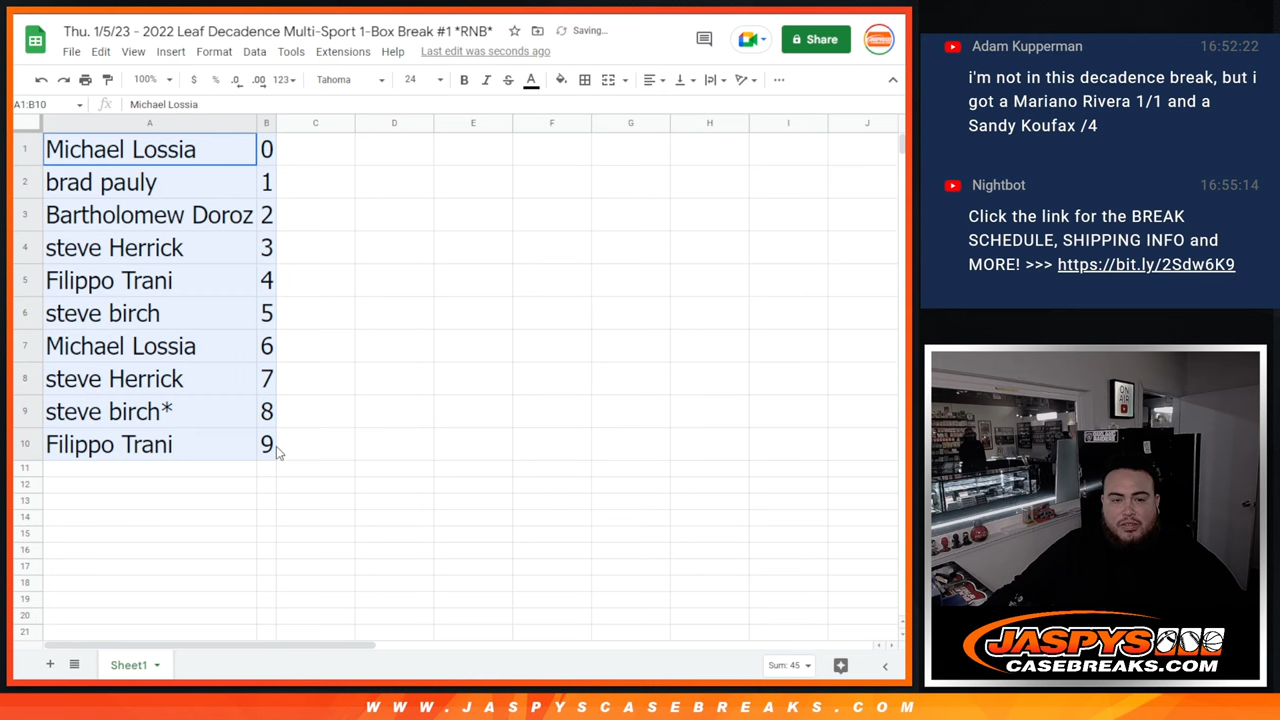 Thu. 1/5/23 - 2022 Leaf Decadence Multi-Sport 1-Box Break #1 *RNB*
Saving...
Share
File Edit View Insert Format Data Tools Extensions Help Last edit was seconds ago
100% $ % .0 .00 123 Tahoma 24 B I S A
A1:B10 fx Michael Lossia
A B C D E F G H I J
1 Michael Lossia 0
2 brad pauly 1
3 Bartholomew Doroz 2
4 steve Herrick 3
5 Filippo Trani 4
6 steve birch 5
7 Michael Lossia 6
8 steve Herrick 7
9 steve birch* 8
10 Filippo Trani 9
11
12
13
14
15
16
17
18
19
20
21
Sheet1
Sum: 45
Adam Kupperman 16:52:22
i'm not in this decadence break, but i
got a Mariano Rivera 1/1 and a
Sandy Koufax /4
Nightbot 16:55:14
Click the link for the BREAK
SCHEDULE, SHIPPING INFO and
MORE! >>> https://bit.ly/2Sdw6K9
ON
AIR
JASPYS
CASEBREAKS.COM
WWW.JASPYSCASEBREAKS.COM